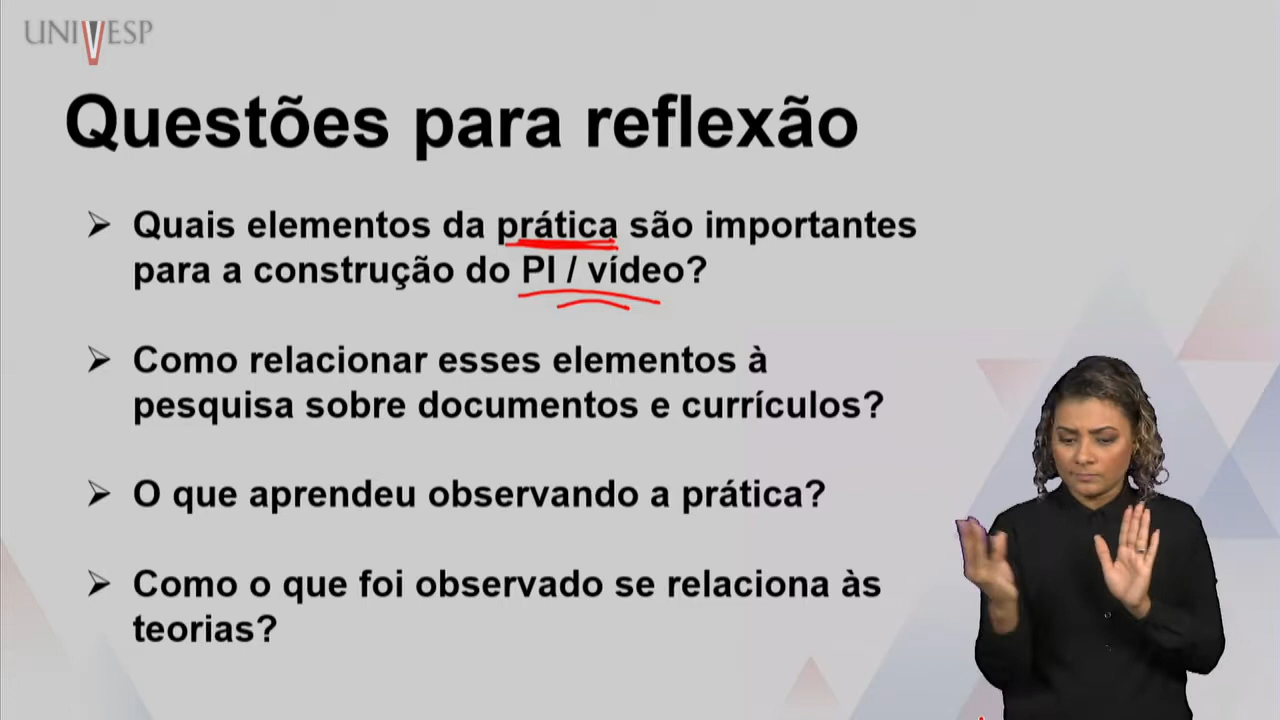 UNIVESP
Questões para reflexão
➢ Quais elementos da prática são importantes
para a construção do PI / vídeo?
➢ Como relacionar esses elementos à
pesquisa sobre documentos e currículos?
➢ O que aprendeu observando a prática?
➢ Como o que foi observado se relaciona às
teorias?